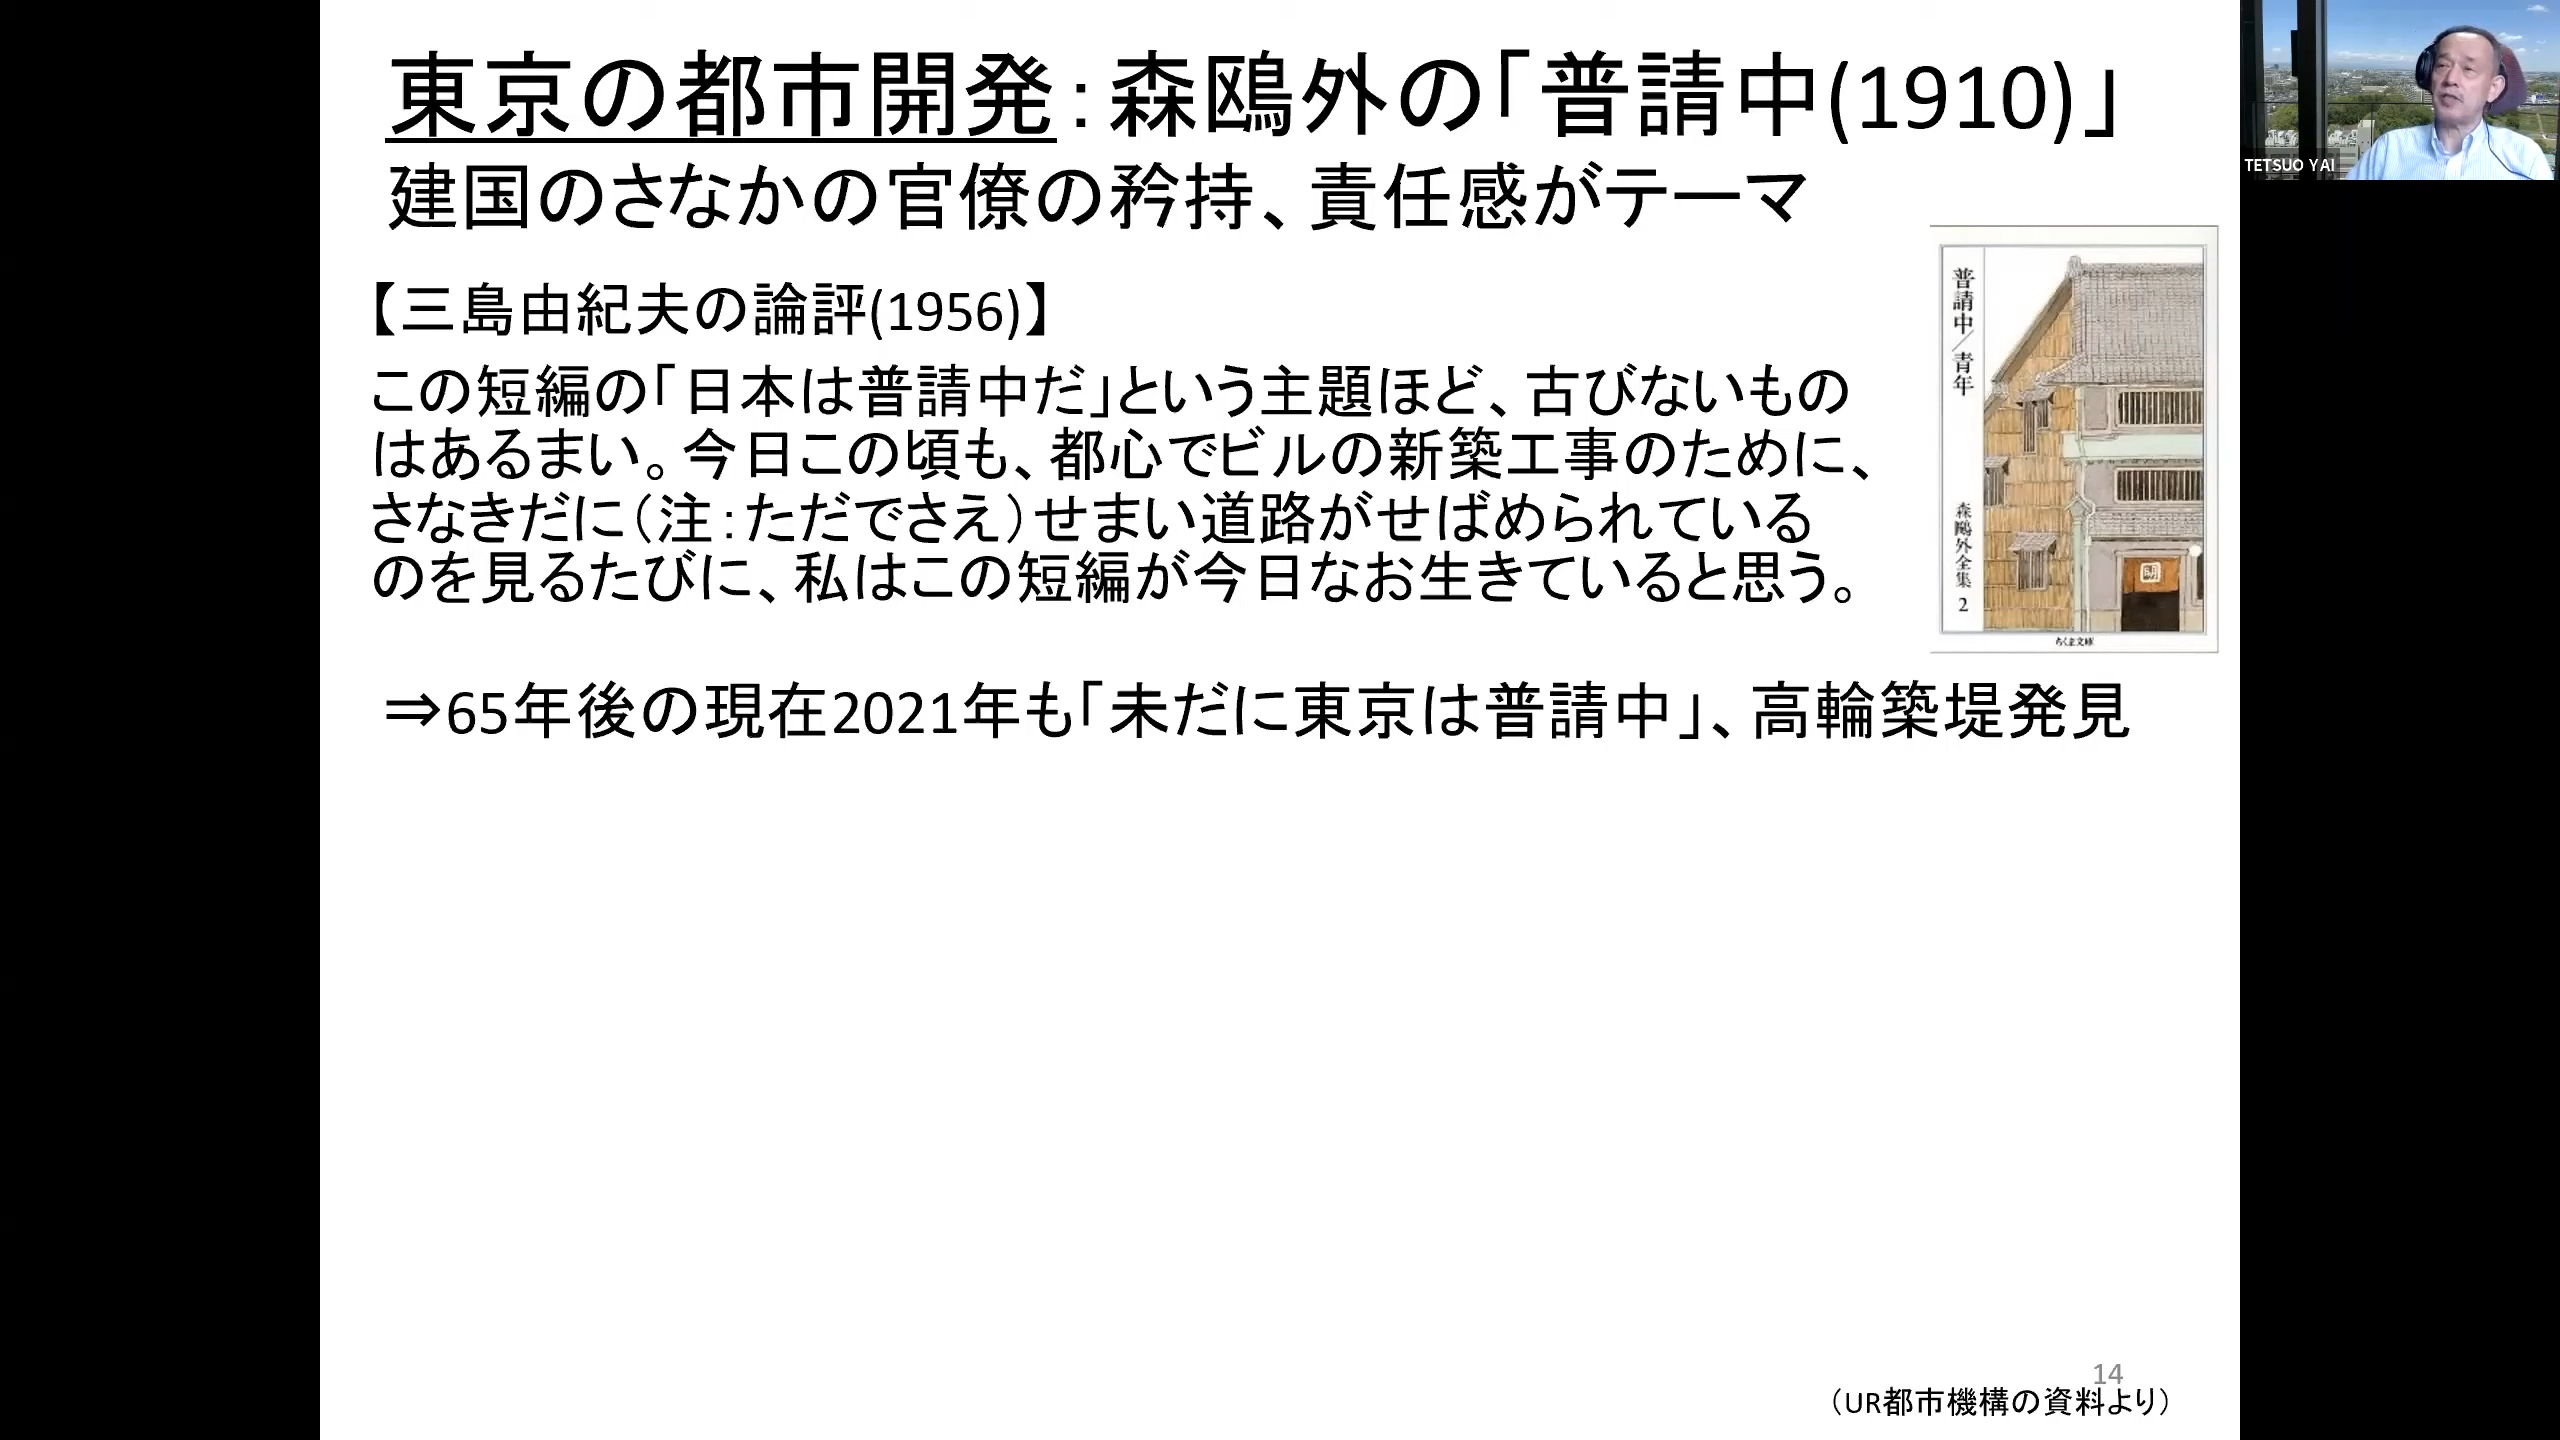 東京の都市開発：森鴎外の「普請中(1910)」
建国のさなかの官僚の矜持、責任感がテーマ
【三島由紀夫の論評(1956)】
この短編の「日本は普請中だ」という主題ほど、古びないもの
はあるまい。今日この頃も、都心でビルの新築工事のために、
さなきだに（注：ただでさえ）せまい道路がせばめられている
のを見るたびに、私はこの短編が今日なお生きていると思う。
⇒65年後の現在2021年も「未だに東京は普請中」、高輪築堤発見
普請中／青年
森鷗外全集 2
ちくま文庫
TETSUO YAI
14
（UR都市機構の資料より）